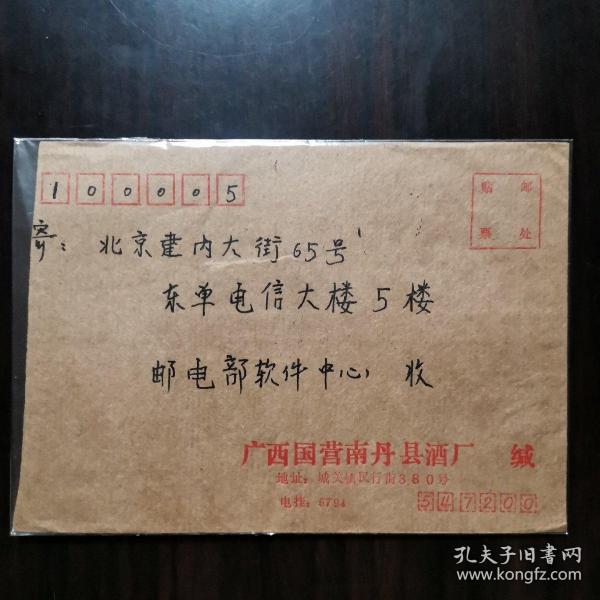 100005
贴 邮
票 处
寄：北京建内大街65号
东单电信大楼5楼
邮电部软件中心 收
广西国营南丹县酒厂 缄
地址：城关镇民行街380号
电挂：6794
547200
孔夫子旧书网
www.kongfz.com